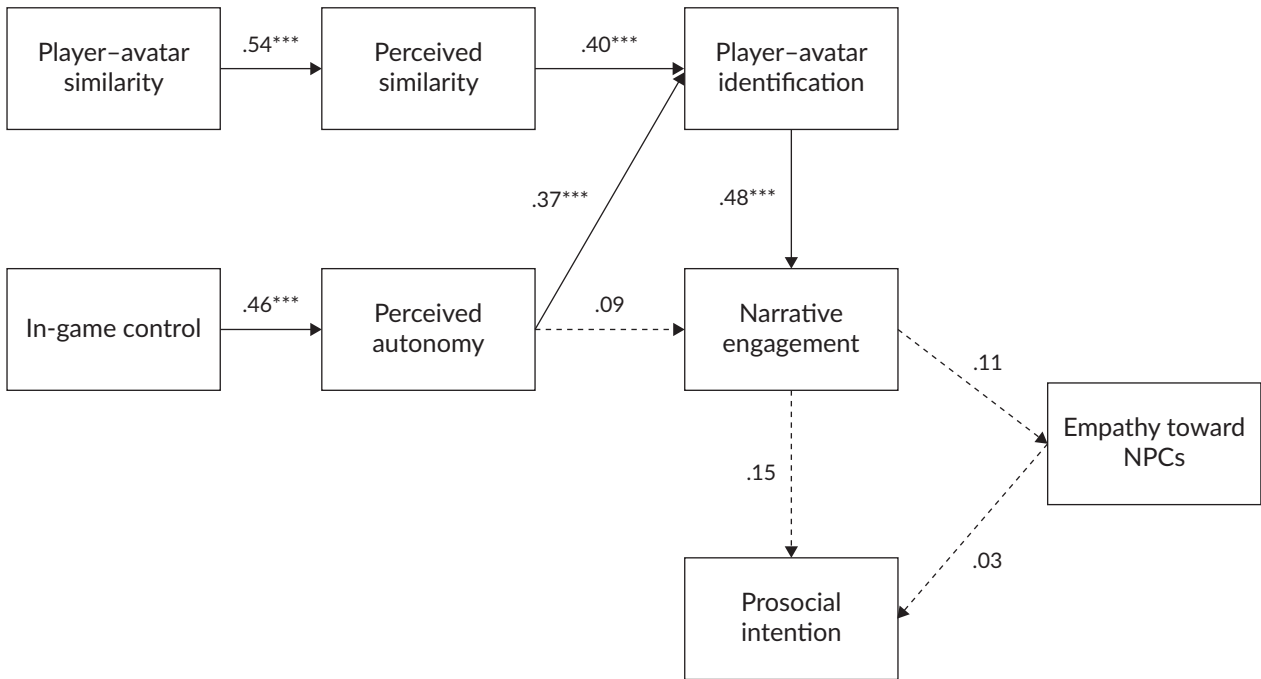 Player–avatar
similarity
.54***
Perceived
similarity
.40***
Player–avatar
identification
.37***
.48***
In-game control
.46***
Perceived
autonomy
.09
Narrative
engagement
.11
Empathy toward
NPCs
.15
.03
Prosocial
intention